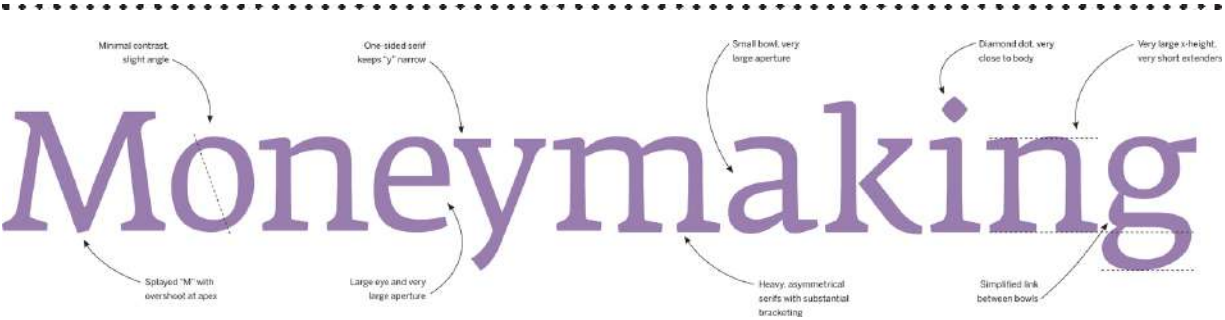 Minimal contrast,
slight angle
One-sided serif
keeps "y" narrow
Small bowl, very
large aperture
Diamond dot, very
close to body
Very large x-height,
very short extenders
Moneymaking
Splayed "M" with
overshoot at apex
Large eye and very
large aperture
Heavy, asymmetrical
serifs with substantial
bracketing
Simplified link
between bowls